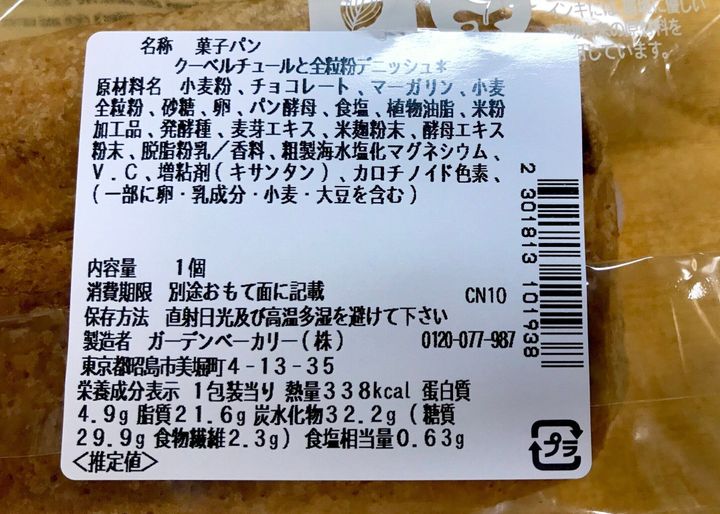 名称 菓子パン
クーベルチュールと全粒粉デニッシュ*
原材料名 小麦粉、チョコレート、マーガリン、小麦
全粒粉、砂糖、卵、パン酵母、食塩、植物油脂、米粉
加工品、発酵種、麦芽エキス、米麹粉末、酵母エキス
粉末、脱脂粉乳／香料、粗製海水塩化マグネシウム、
V．C、増粘剤(キサンタン)、カロチノイド色素、
(一部に卵・乳成分・小麦・大豆を含む)
内容量 1個
消費期限 別途おもて面に記載
CN10
保存方法 直射日光及び高温多湿を避けて下さい
製造者 ガーデンベーカリー(株) 0120-077-987
東京都昭島市美堀町4-13-35
栄養成分表示 1包装当り 熱量338kcal 蛋白質
4.9g 脂質21.6g 炭水化物32.2g (糖質
29.9g 食物繊維2.3g) 食塩相当量0.63g
<推定値>
プラ
2 301813 101938
しています。